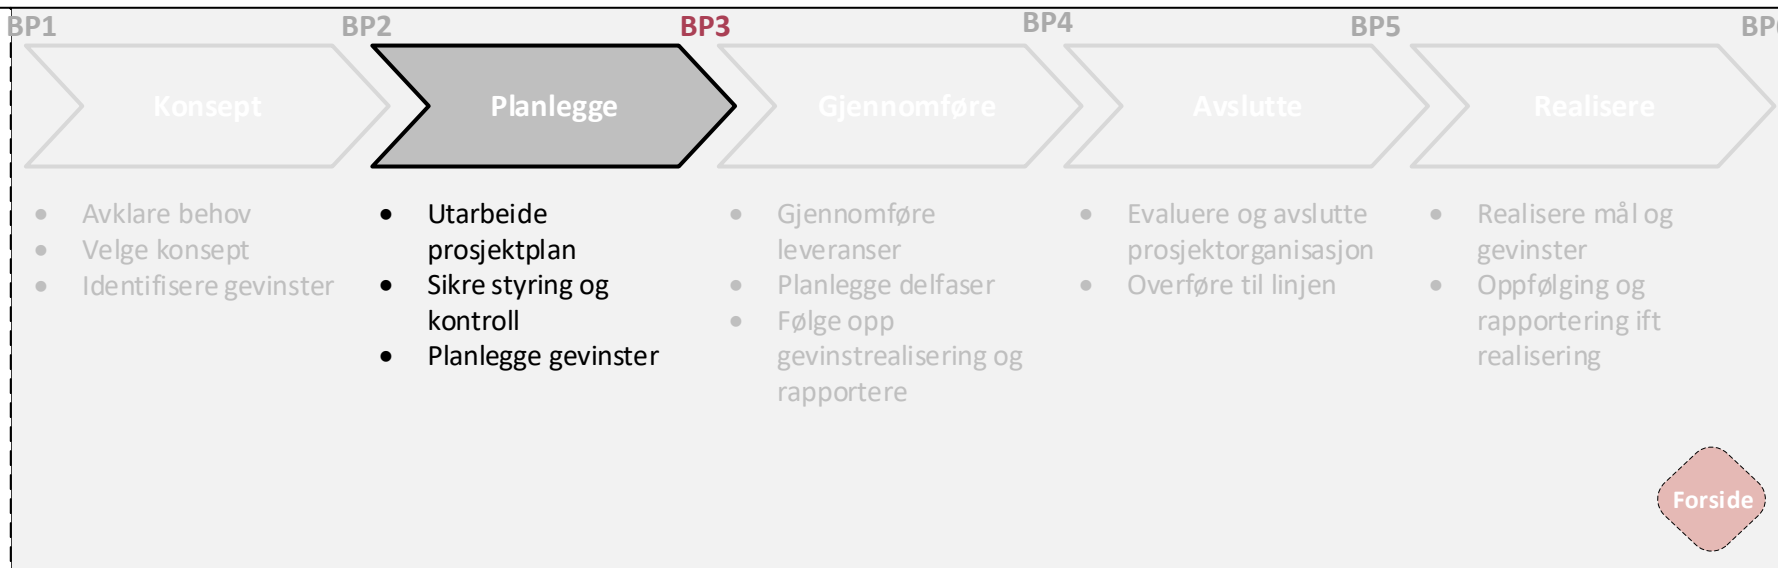 BP1
BP2
BP3
BP4
BP5
Konsept
Planlegge
Gjennomføre
Avslutte
Realisere
• Avklare behov
• Velge konsept
• Identifisere gevinster
• Utarbeide
prosjektplan
• Sikre styring og
kontroll
• Planlegge gevinster
• Gjennomføre
leveranser
• Planlegge delfaser
• Følge opp
gevinstrealisering og
rapportere
• Evaluere og avslutte
prosjektorganisasjon
• Overføre til linjen
• Realisere mål og
gevinster
• Oppfølging og
rapportering ift
realisering
Forside